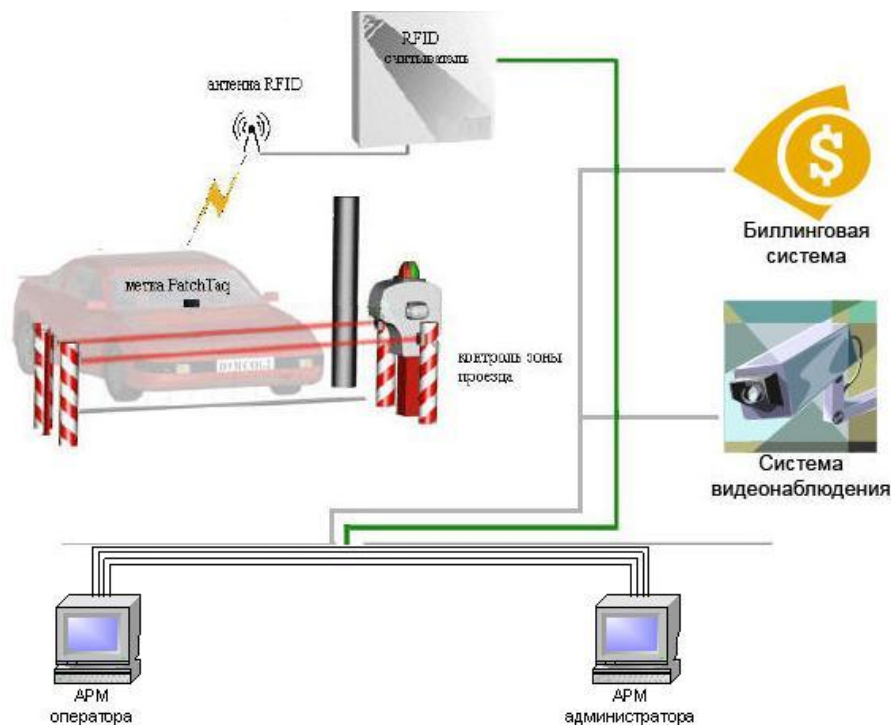 RFID
считыватель
антенна RFID
$
Биллинговая
система
метка PatchTag
контроль зоны
проезда
Система
видеонаблюдения
АРМ
оператора
АРМ
администратора